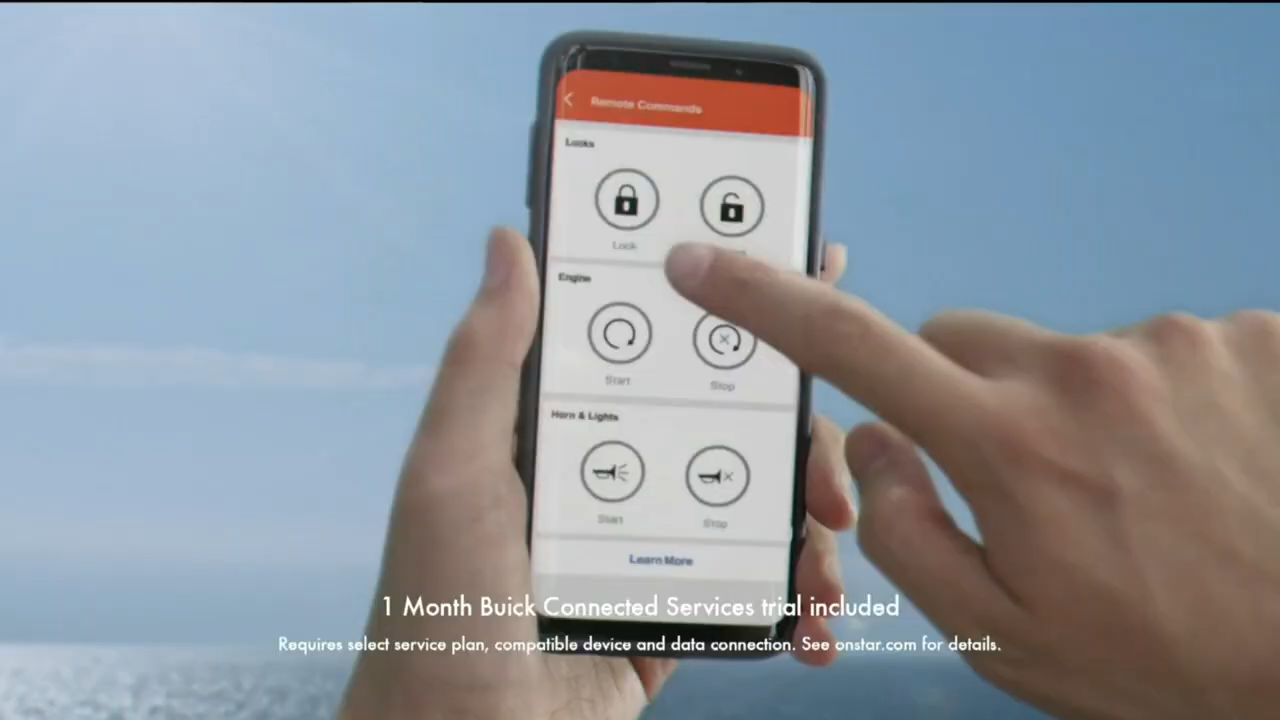 Remote Commands
Locks
Lock
Engine
Start
Stop
Horn & Lights
Start
Stop
Learn More
1 Month Buick Connected Services trial included
Requires select service plan, compatible device and data connection. See onstar.com for details.